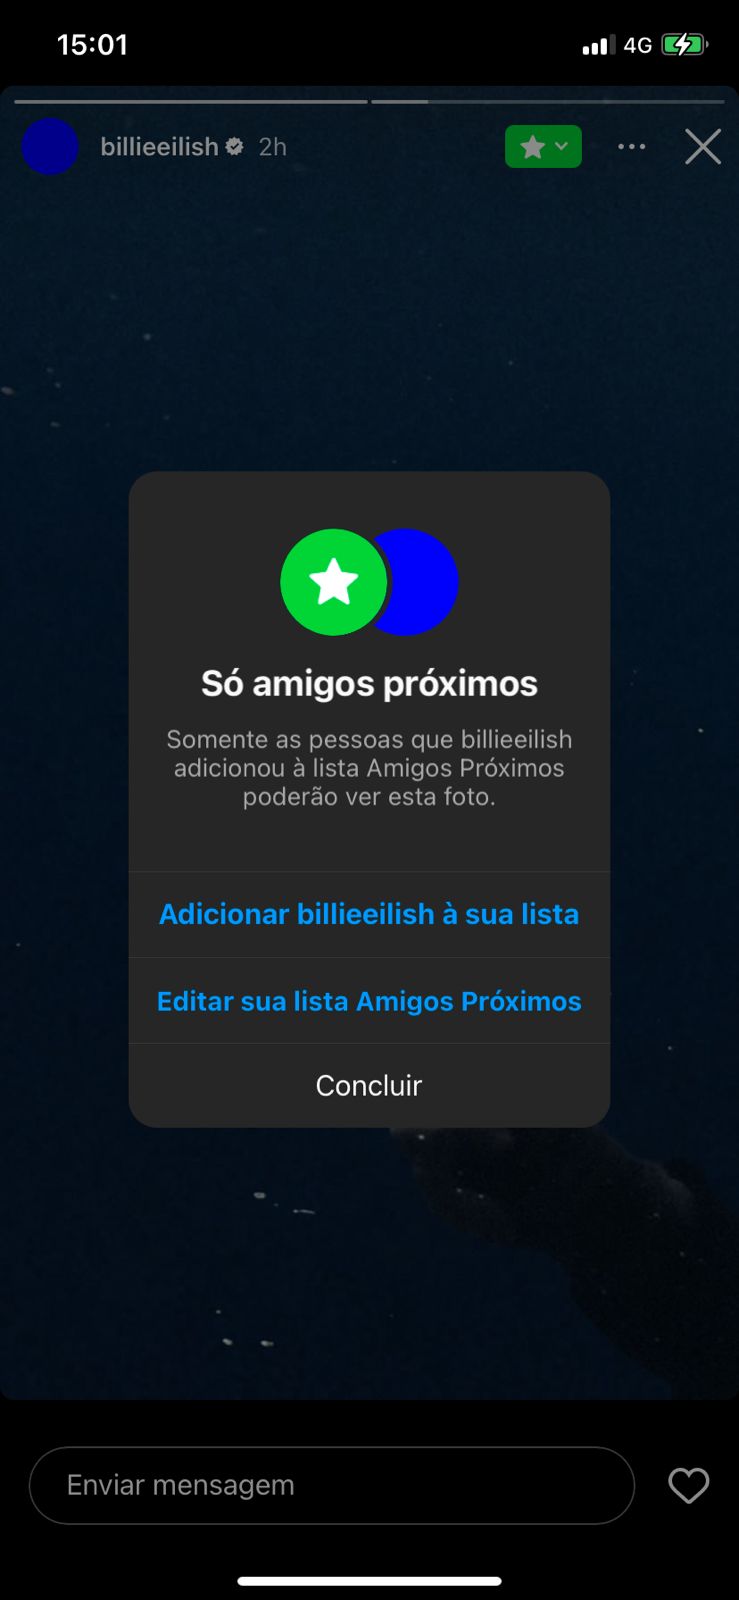 15:01
4G
billieeilish 2h
Só amigos próximos
Somente as pessoas que billieeilish
adicionou à lista Amigos Próximos
poderão ver esta foto.
Adicionar billieeilish à sua lista
Editar sua lista Amigos Próximos
Concluir
Enviar mensagem